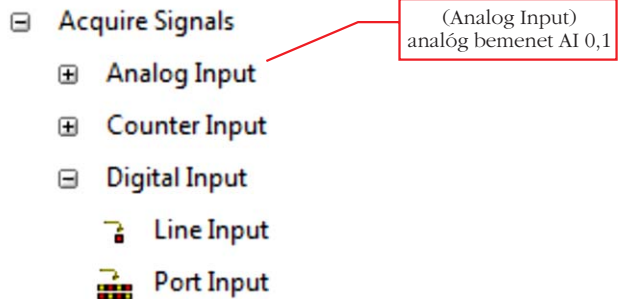 Acquire Signals
(Analog Input)
analóg bemenet AI 0,1
Analog Input
Counter Input
Digital Input
Line Input
Port Input